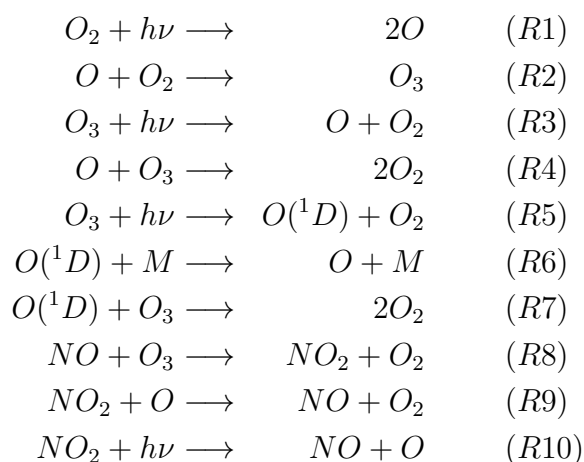 O₂ + hν ⟶ 2O (R1)
O + O₂ ⟶ O₃ (R2)
O₃ + hν ⟶ O + O₂ (R3)
O + O₃ ⟶ 2O₂ (R4)
O₃ + hν ⟶ O(¹D) + O₂ (R5)
O(¹D) + M ⟶ O + M (R6)
O(¹D) + O₃ ⟶ 2O₂ (R7)
NO + O₃ ⟶ NO₂ + O₂ (R8)
NO₂ + O ⟶ NO + O₂ (R9)
NO₂ + hν ⟶ NO + O (R10)